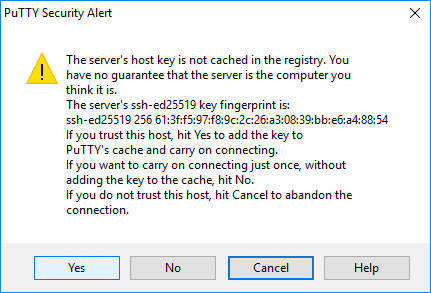 PuTTY Security Alert
The server's host key is not cached in the registry. You
have no guarantee that the server is the computer you
think it is.
The server's ssh-ed25519 key fingerprint is:
ssh-ed25519 256 61:3f:f5:97:f8:9c:2c:26:a3:08:39:bb:e6:a4:88:54
If you trust this host, hit Yes to add the key to
PuTTY's cache and carry on connecting.
If you want to carry on connecting just once, without
adding the key to the cache, hit No.
If you do not trust this host, hit Cancel to abandon the
connection.
Yes
No
Cancel
Help